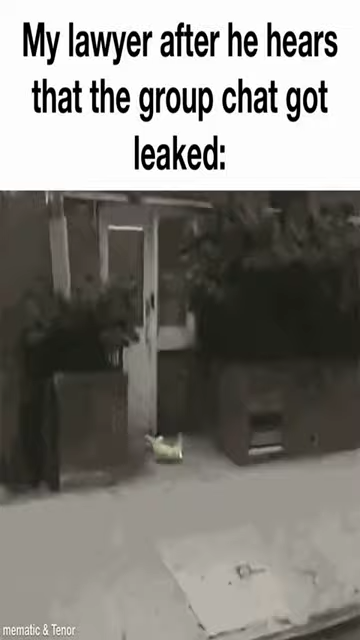 My lawyer after he hears
that the group chat got
leaked:
mematic & Tenor